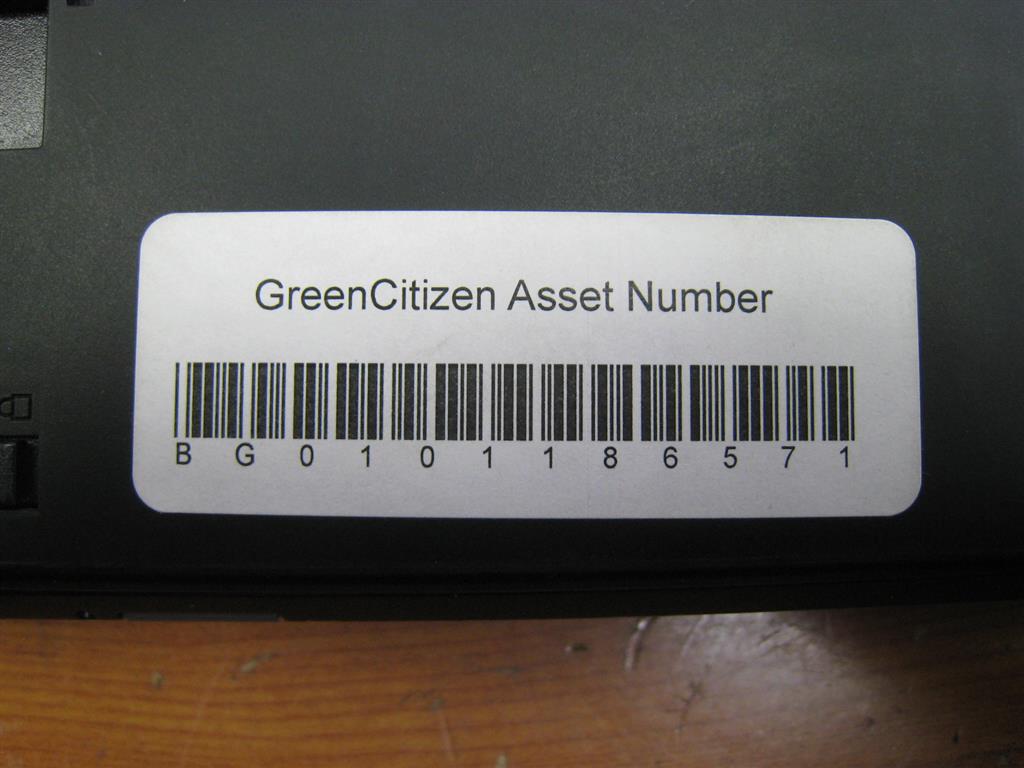 GreenCitizen Asset Number
B G 0 1 0 1 1 8 6 5 7 1